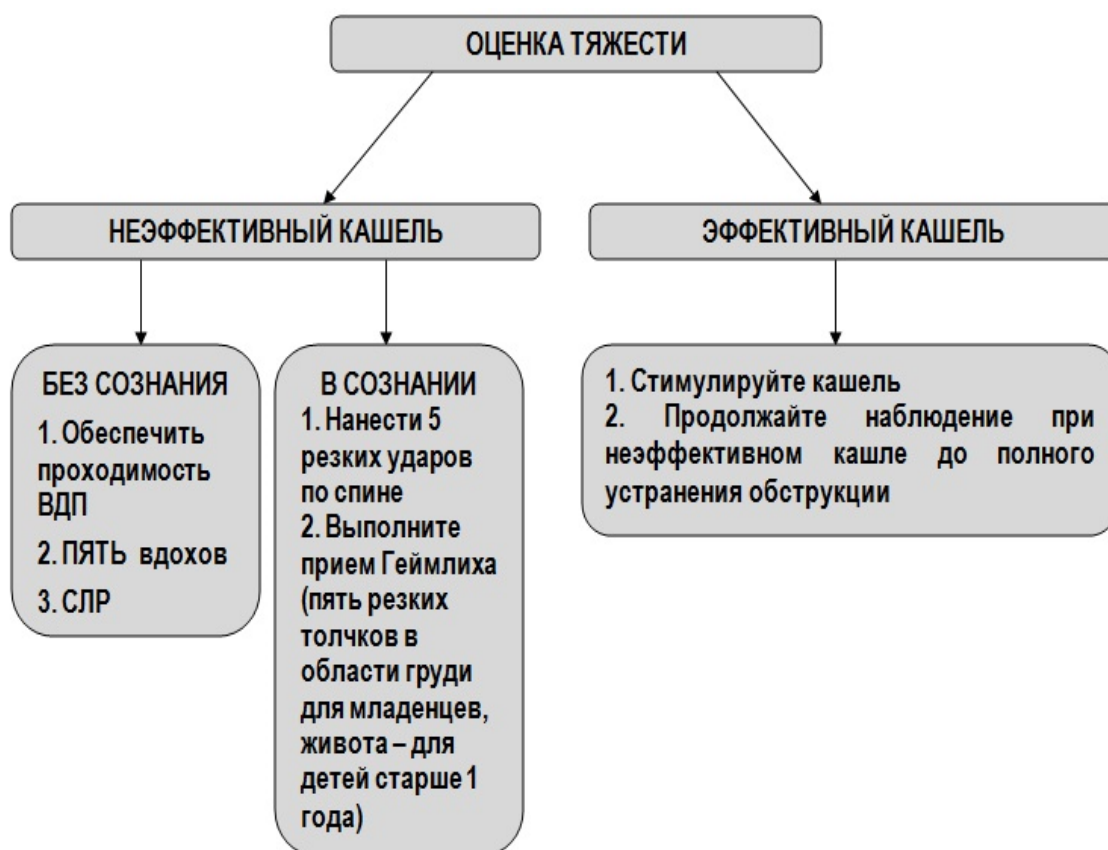 ОЦЕНКА ТЯЖЕСТИ
НЕЭФФЕКТИВНЫЙ КАШЕЛЬ
ЭФФЕКТИВНЫЙ КАШЕЛЬ
БЕЗ СОЗНАНИЯ
1. Обеспечить
проходимость
ВДП
2. ПЯТЬ вдохов
3. СЛР
В СОЗНАНИИ
1. Нанести 5
резких ударов
по спине
2. Выполните
прием Геймлиха
(пять резких
толчков в
области груди
для младенцев,
живота – для
детей старше 1
года)
1. Стимулируйте кашель
2. Продолжайте наблюдение при
неэффективном кашле до полного
устранения обструкции